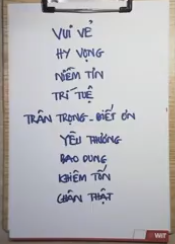 VUI VẺ
HY VỌNG
NIỀM TIN
TRÍ TUỆ
TRÂN TRỌNG - BIẾT ƠN
YÊU THƯƠNG
BAO DUNG
KHIÊM TỐN
CHÂN THẬT